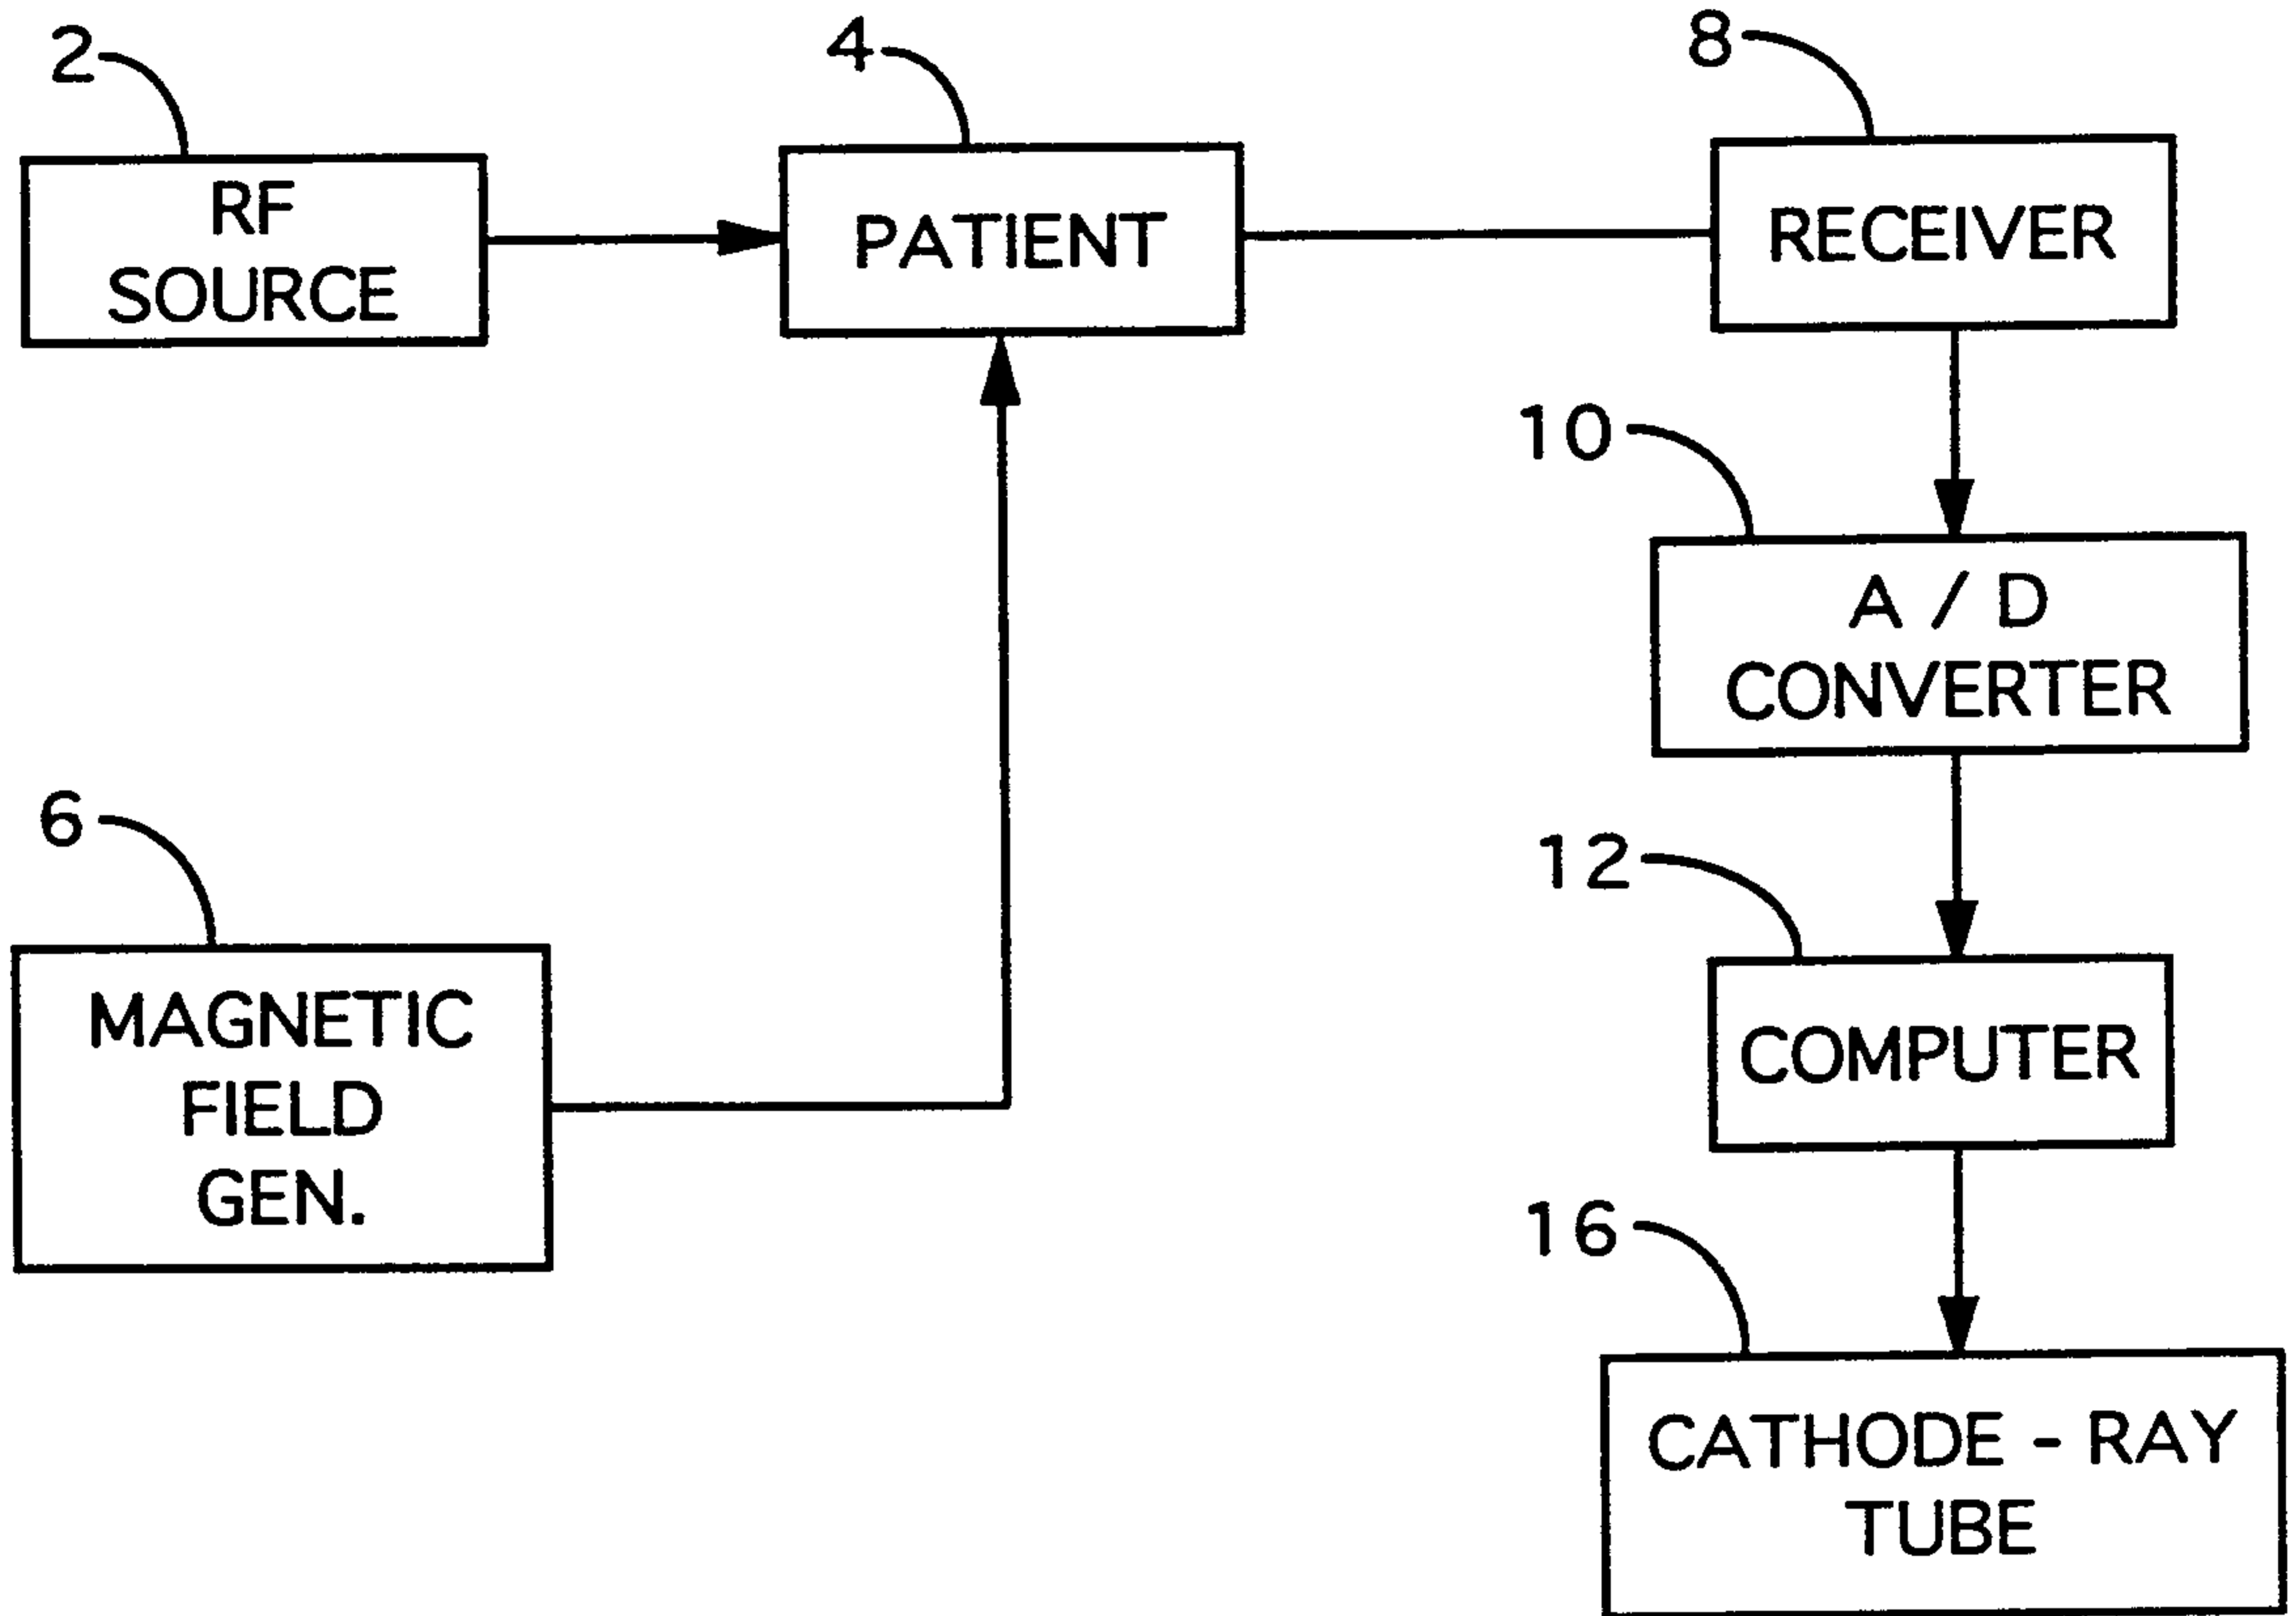 2
4
8
RF
SOURCE
PATIENT
RECEIVER
10
A / D
CONVERTER
6
12
MAGNETIC
FIELD
GEN.
COMPUTER
16
CATHODE - RAY
TUBE